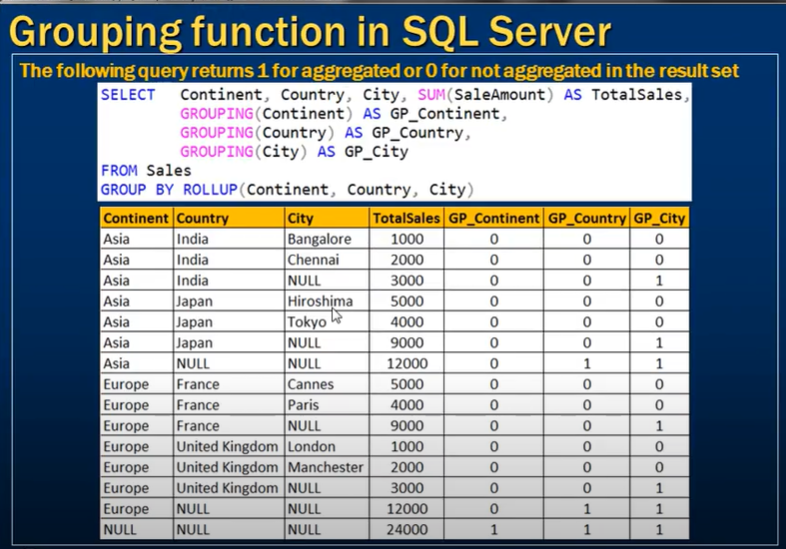 Grouping function in SQL Server
The following query returns 1 for aggregated or 0 for not aggregated in the result set
SELECT Continent, Country, City, SUM(SaleAmount) AS TotalSales,
GROUPING(Continent) AS GP_Continent,
GROUPING(Country) AS GP_Country,
GROUPING(City) AS GP_City
FROM Sales
GROUP BY ROLLUP(Continent, Country, City)
Continent Country City TotalSales GP_Continent GP_Country GP_City
Asia India Bangalore 1000 0 0 0
Asia India Chennai 2000 0 0 0
Asia India NULL 3000 0 0 1
Asia Japan Hiroshima 5000 0 0 0
Asia Japan Tokyo 4000 0 0 0
Asia Japan NULL 9000 0 0 1
Asia NULL NULL 12000 0 1 1
Europe France Cannes 5000 0 0 0
Europe France Paris 4000 0 0 0
Europe France NULL 9000 0 0 1
Europe United Kingdom London 1000 0 0 0
Europe United Kingdom Manchester 2000 0 0 0
Europe United Kingdom NULL 3000 0 0 1
Europe NULL NULL 12000 0 1 1
NULL NULL NULL 24000 1 1 1